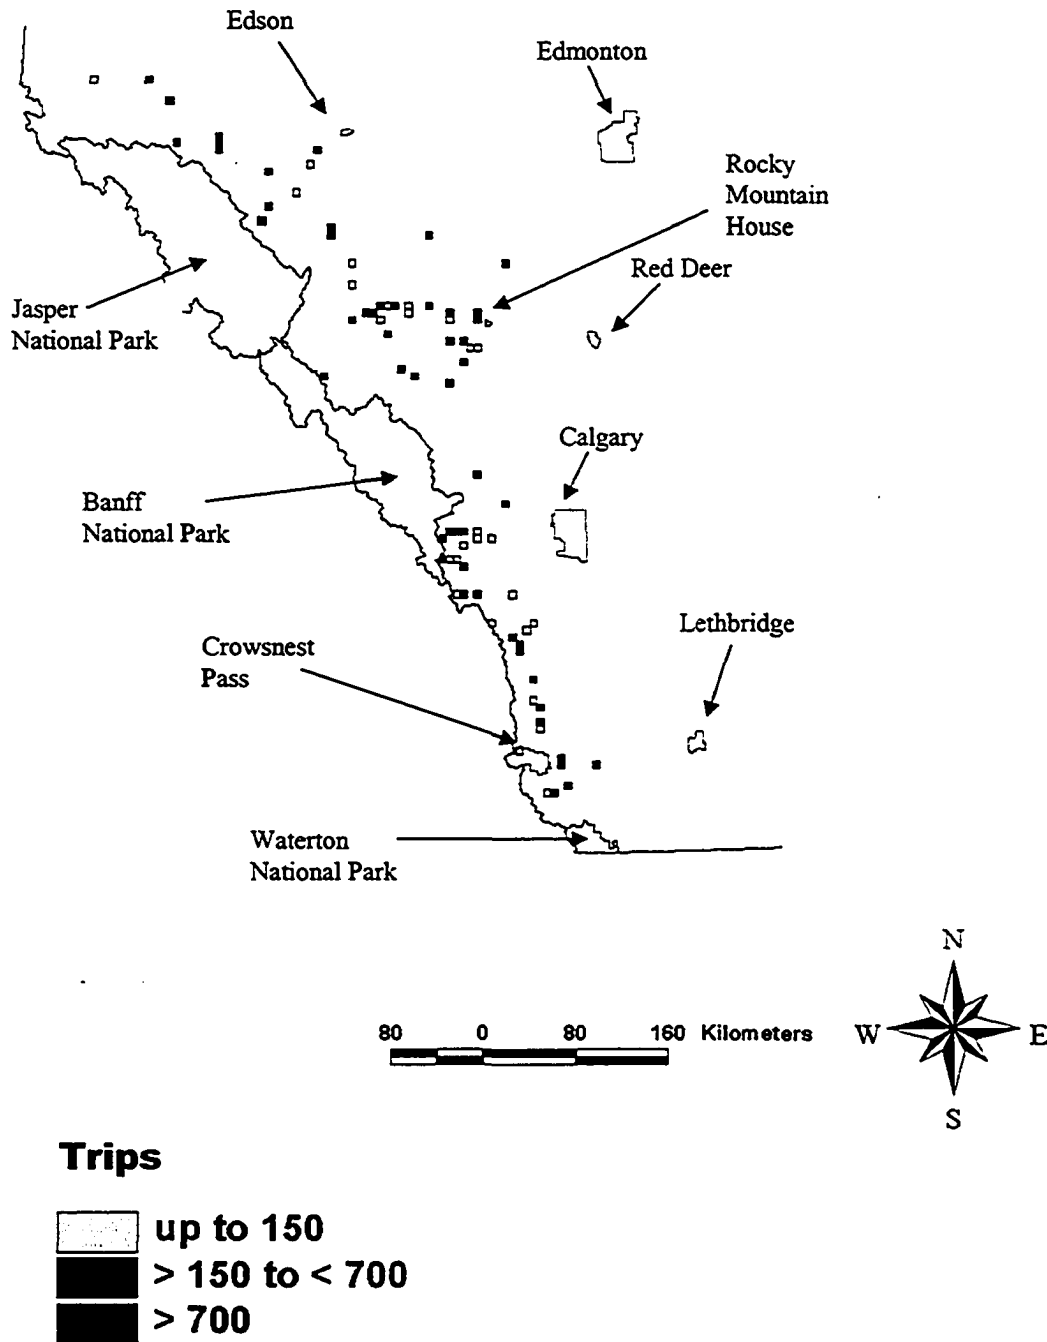 Edson
Edmonton
Rocky
Mountain
House
Red Deer
Jasper
National Park
Calgary
Banff
National Park
Lethbridge
Crowsnest
Pass
Waterton
National Park
N
80 0 80 160 Kilometers
W E
S
Trips
up to 150
> 150 to < 700
> 700